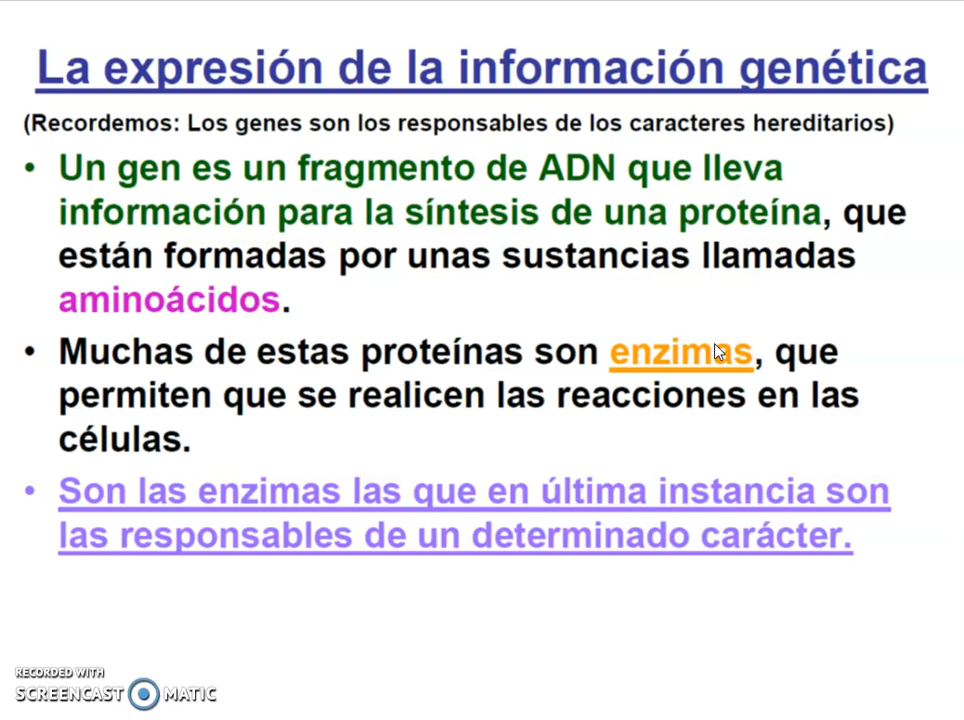 La expresión de la información genética
(Recordemos: Los genes son los responsables de los caracteres hereditarios)
• Un gen es un fragmento de ADN que lleva
información para la síntesis de una proteína, que
están formadas por unas sustancias llamadas
aminoácidos.
• Muchas de estas proteínas son enzimas, que
permiten que se realicen las reacciones en las
células.
• Son las enzimas las que en última instancia son
las responsables de un determinado carácter.
RECORDED WITH
SCREENCAST MATIC